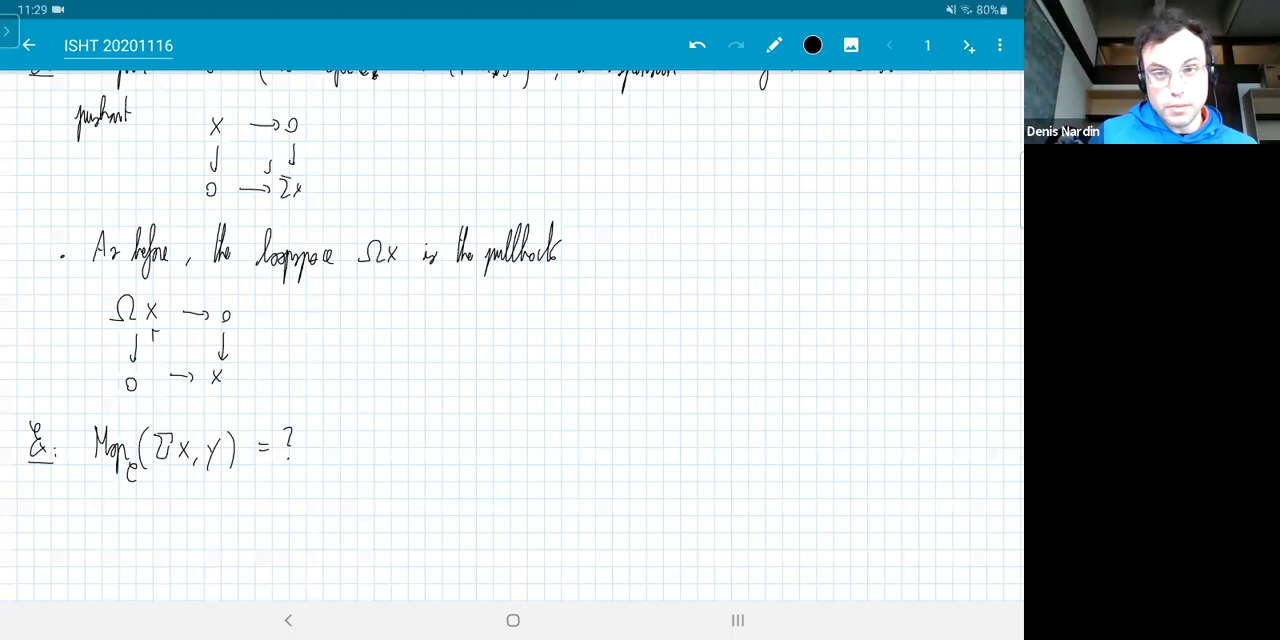 11:29
80%
ISHT 20201116
1
pushout
X → 0
↓ ↓
0 → ΣX
Denis Nardin
. As before, the loopspace ΩX is the pullback
ΩX → 0
↓ ↓
0 → X
Ex: Map_C(ΣX, Y) = ?